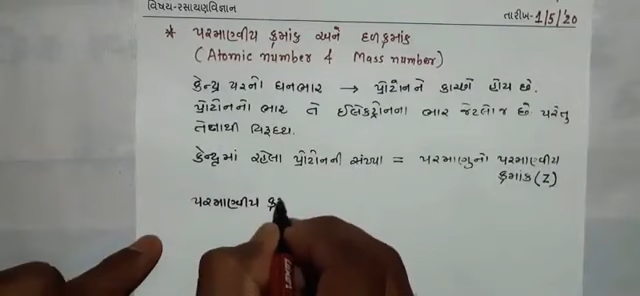 વિષય-રસાયણવિજ્ઞાન
તારીખ-1/5/20
* પરમાણ્વીય ક્રમાંક અને દળક્રમાંક
(Atomic number & Mass number)
કેન્દ્ર પરનો ધનભાર → પ્રોટોનને કારણે હોય છે.
પ્રોટોનનો ભાર તે ઈલેક્ટ્રોનના ભાર જેટલો જ છે પરંતુ
તેનાથી વિરૂદ્ધ.
કેન્દ્રમાં રહેલા પ્રોટોનની સંખ્યા = પરમાણુનો પરમાણ્વીય
ક્રમાંક (Z)
પરમાણ્વીય ક્ર